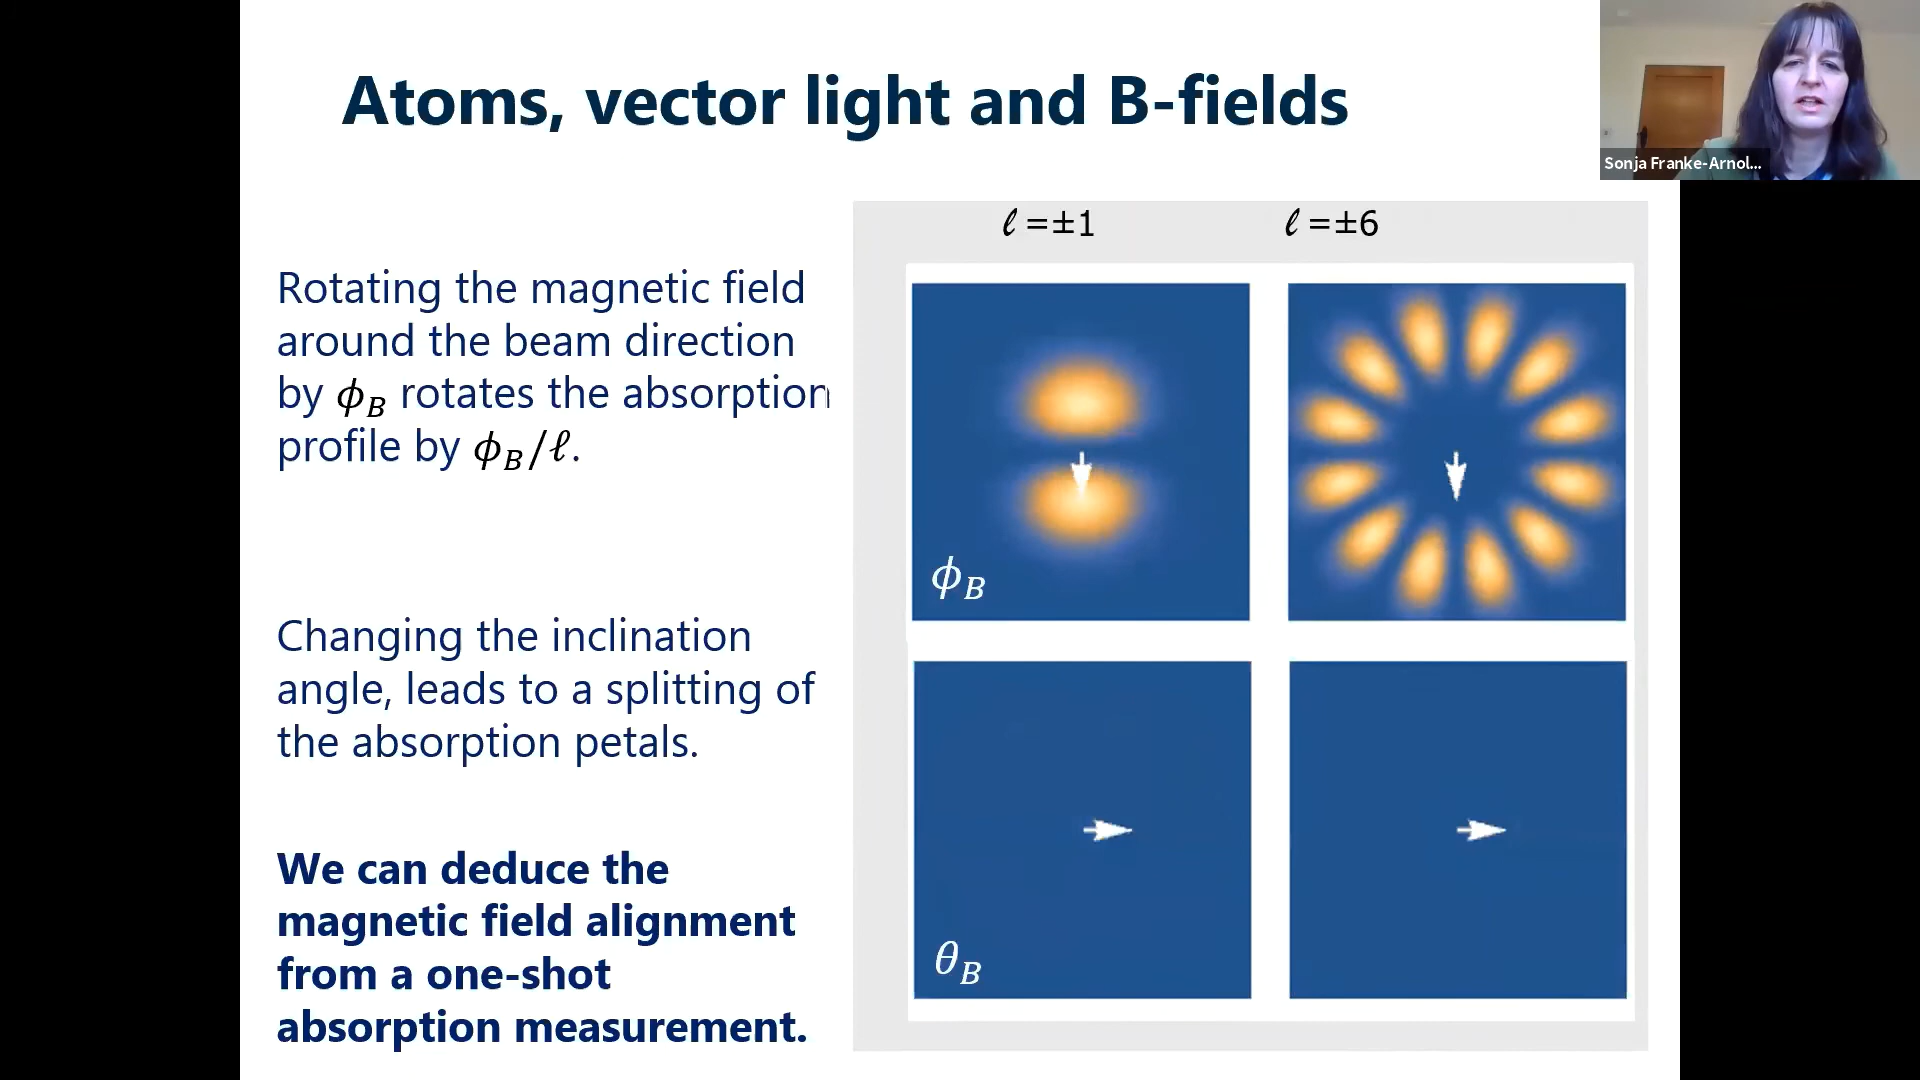 Atoms, vector light and B-fields
Sonja Franke-Arnol...
ℓ =±1
ℓ =±6
Rotating the magnetic field
around the beam direction
by ϕ_B rotates the absorption
profile by ϕ_B/ℓ.
ϕ_B
Changing the inclination
angle, leads to a splitting of
the absorption petals.
We can deduce the
magnetic field alignment
from a one-shot
absorption measurement.
θ_B